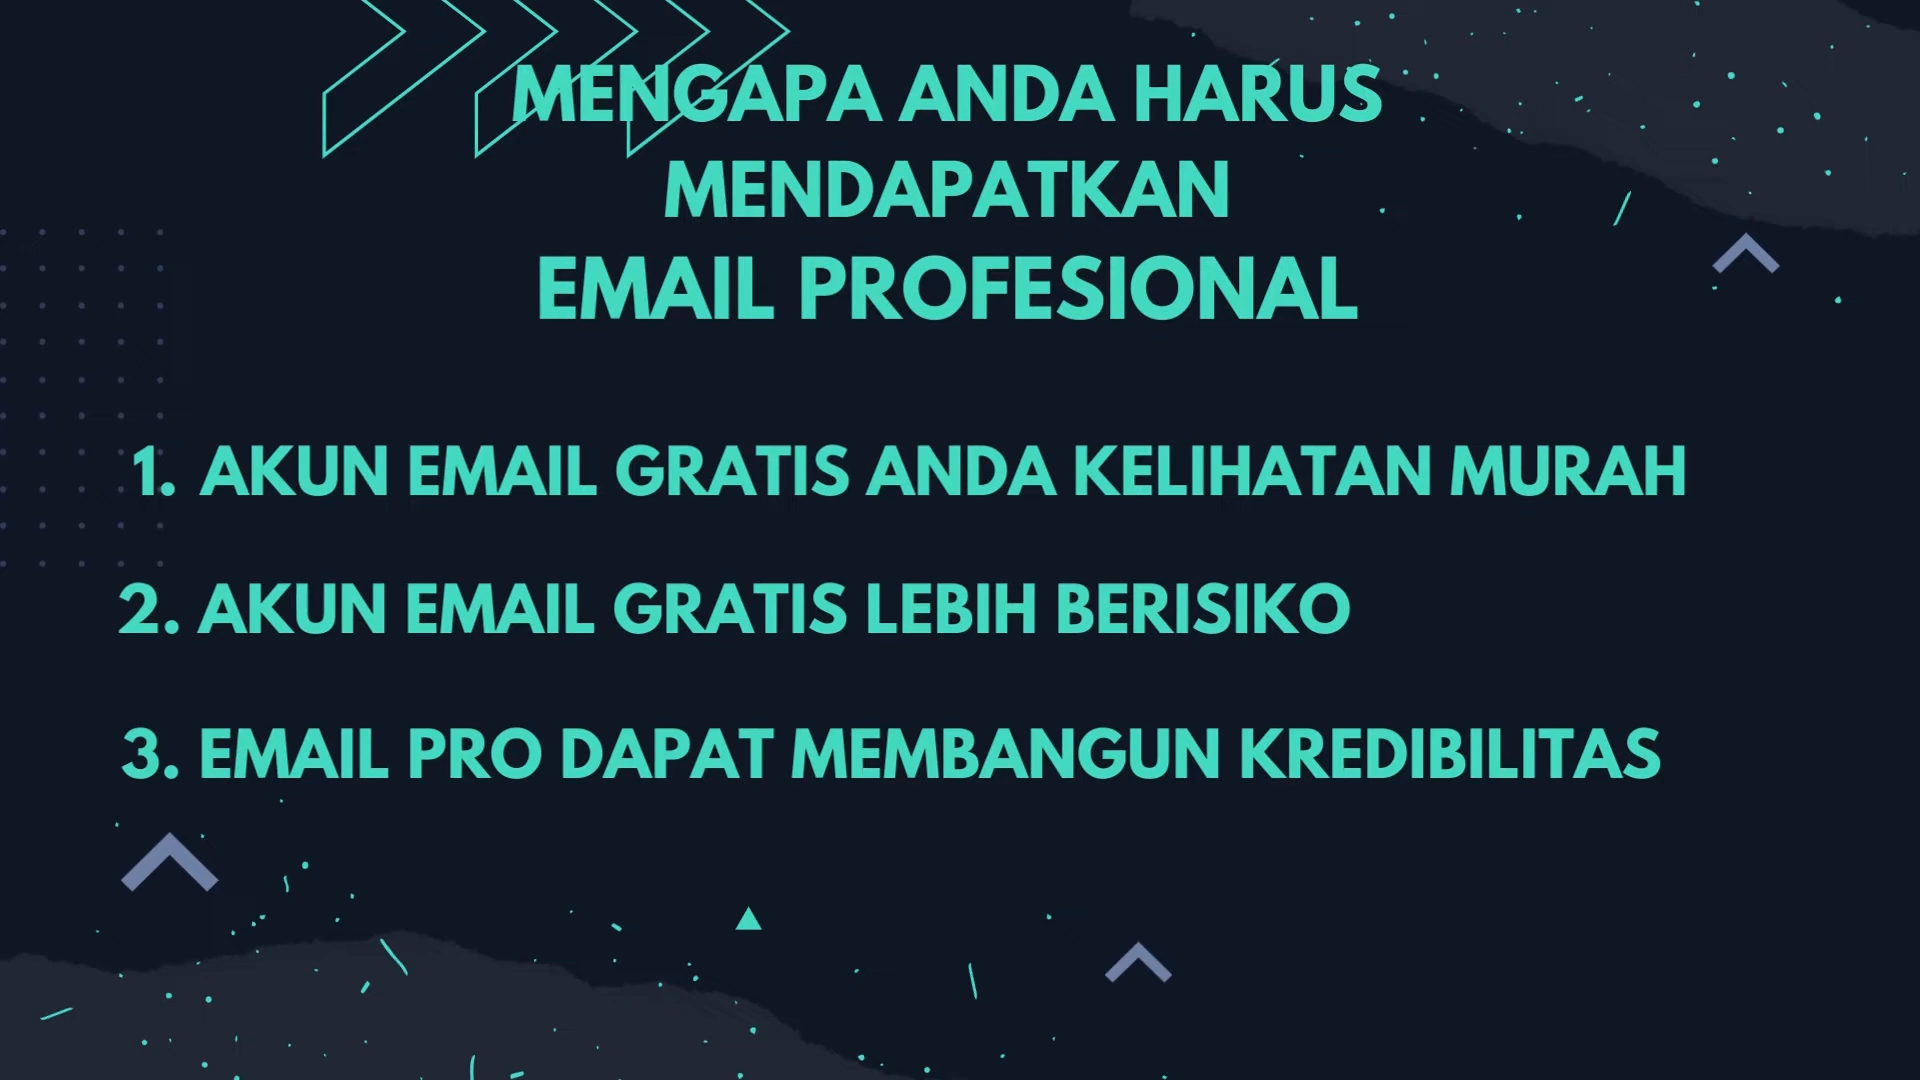 MENGAPA ANDA HARUS
MENDAPATKAN
EMAIL PROFESIONAL
1. AKUN EMAIL GRATIS ANDA KELIHATAN MURAH
2. AKUN EMAIL GRATIS LEBIH BERISIKO
3. EMAIL PRO DAPAT MEMBANGUN KREDIBILITAS